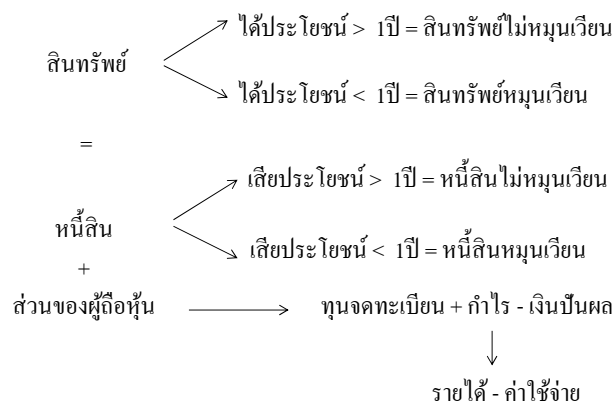 ได้ประโยชน์ > 1ปี = สินทรัพย์ไม่หมุนเวียน
สินทรัพย์
ได้ประโยชน์ < 1ปี = สินทรัพย์หมุนเวียน
=
เสียประโยชน์ > 1ปี = หนี้สินไม่หมุนเวียน
หนี้สิน
เสียประโยชน์ < 1ปี = หนี้สินหมุนเวียน
+
ส่วนของผู้ถือหุ้น
ทุนจดทะเบียน + กำไร - เงินปันผล
รายได้ - ค่าใช้จ่าย